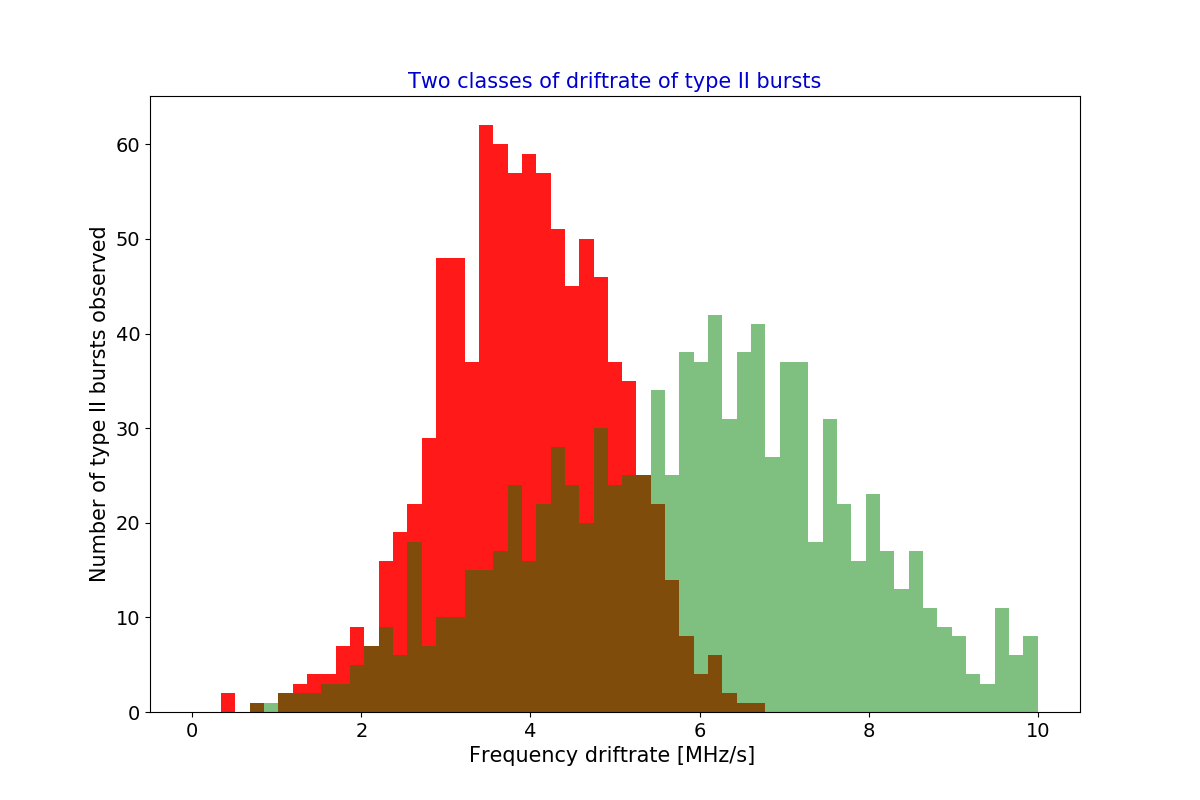 Two classes of driftrate of type II bursts
Number of type II bursts observed
60
50
40
30
20
10
0
0 2 4 6 8 10
Frequency driftrate [MHz/s]